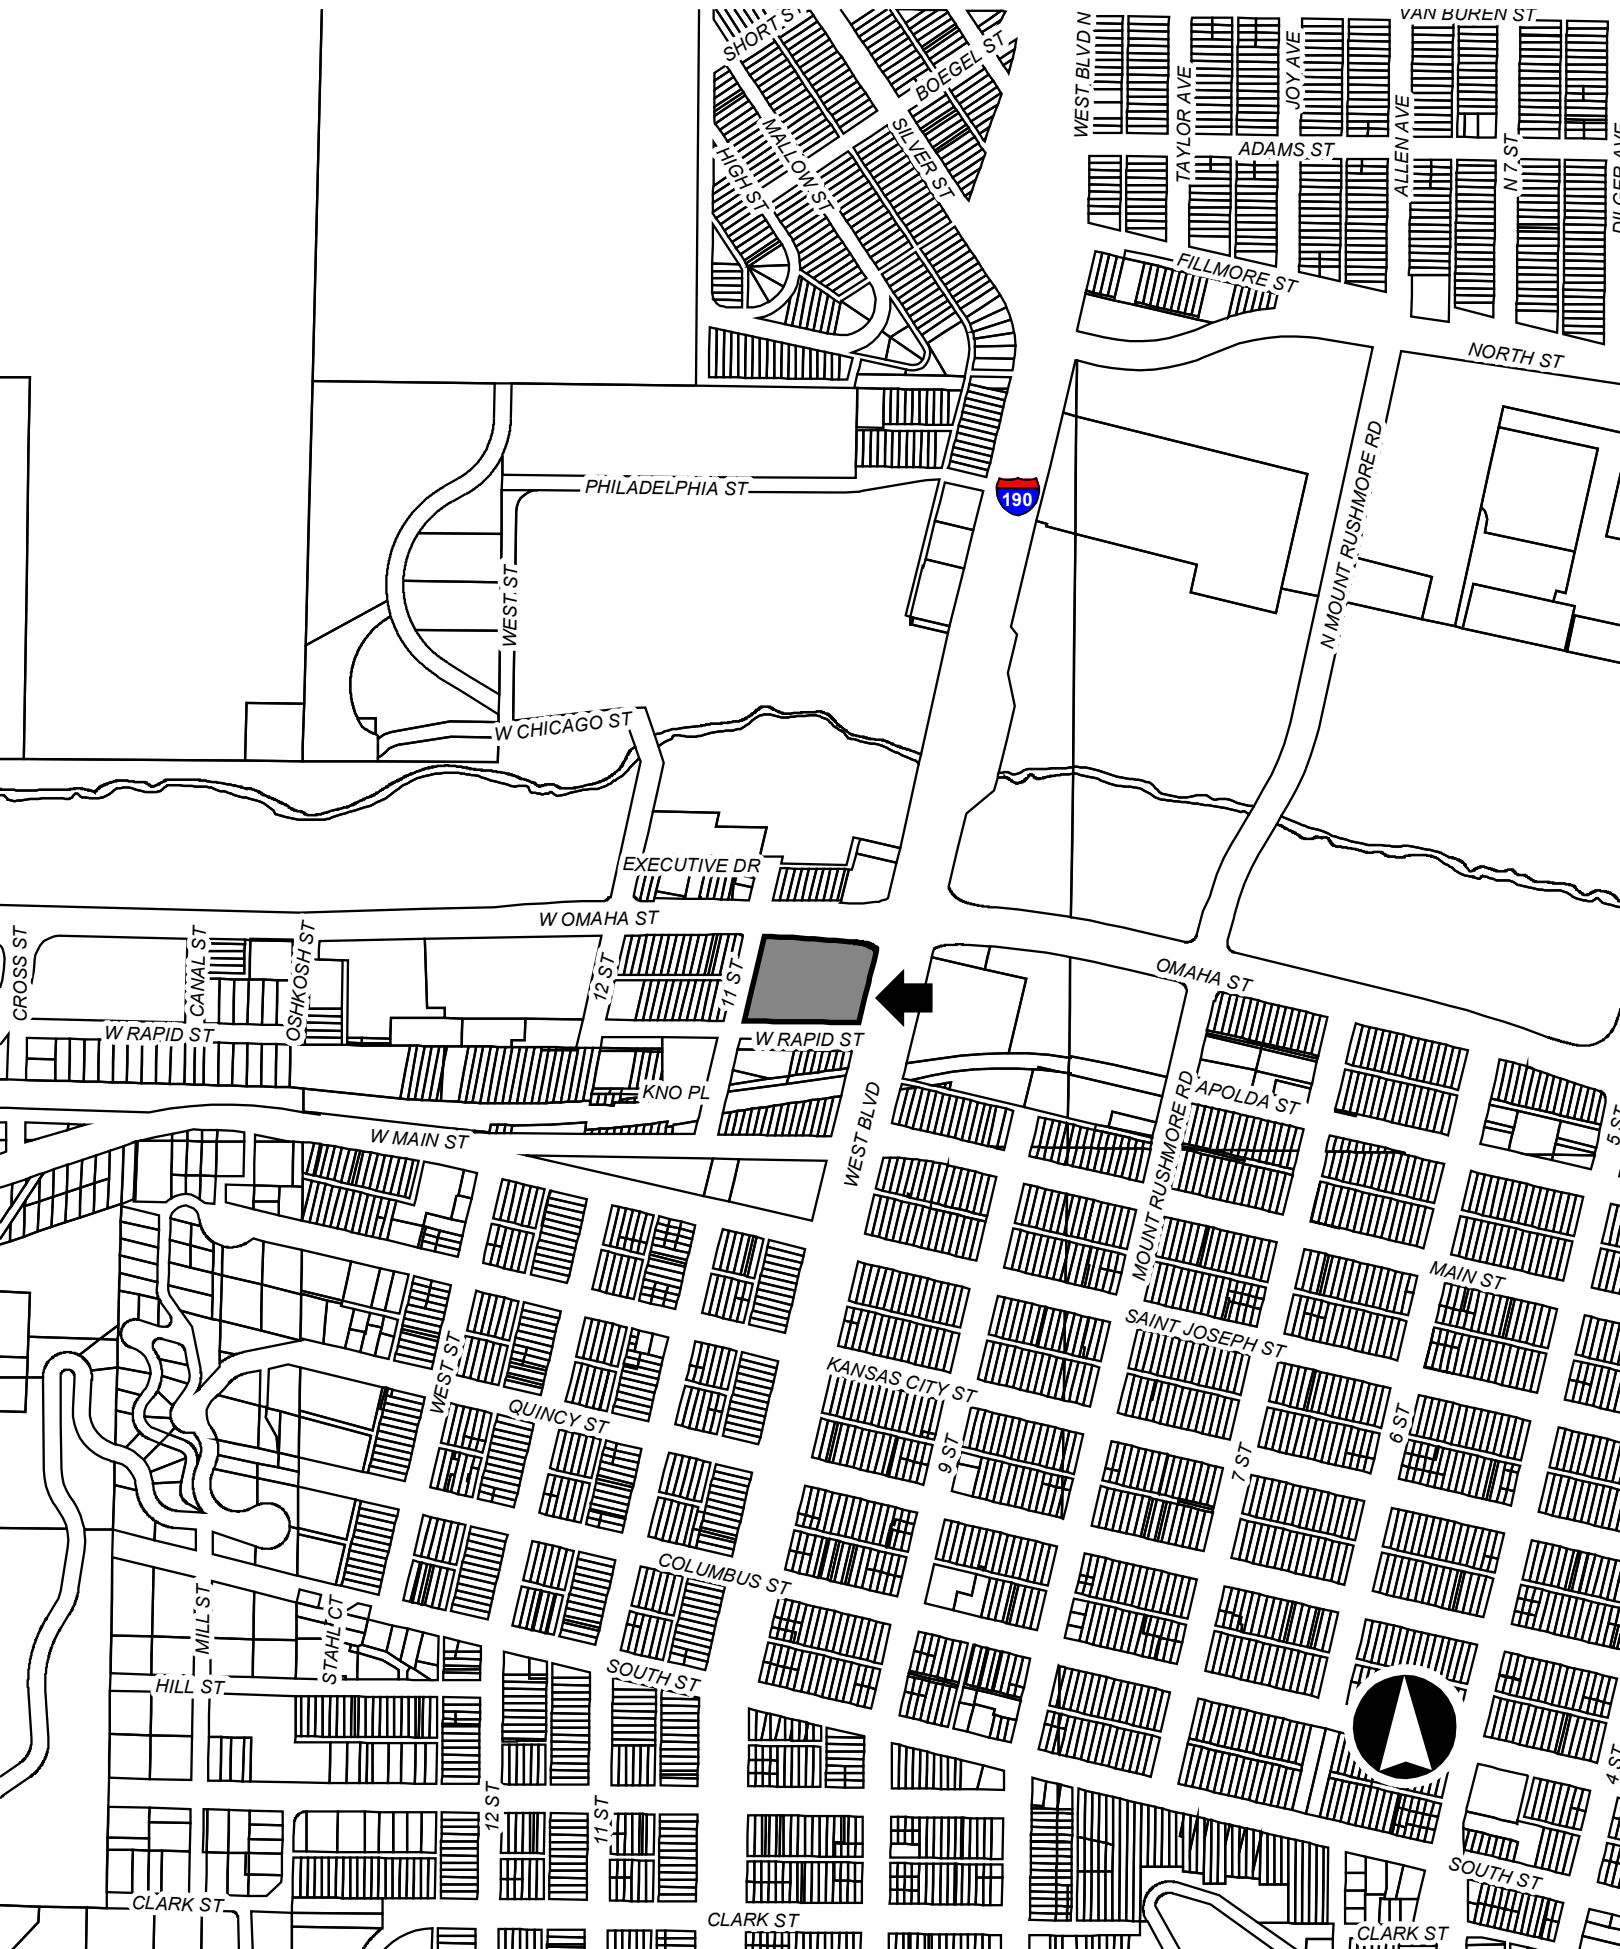 VAN BUREN ST
SHORT ST
BOEGEL ST
WEST BLVD N
TAYLOR AVE
JOY AVE
ALLEN AVE
N 7 ST
ADAMS ST
SILVER ST
MALLOW ST
HIGH ST
FILLMORE ST
NORTH ST
N MOUNT RUSHMORE RD
PHILADELPHIA ST
190
WEST ST
W CHICAGO ST
EXECUTIVE DR
W OMAHA ST
CROSS ST
CANAL ST
OSHKOSH ST
12 ST
11 ST
OMAHA ST
W RAPID ST
W RAPID ST
KNO PL
APOLDA ST
5 ST
W MAIN ST
WEST BLVD
MOUNT RUSHMORE RD
MAIN ST
SAINT JOSEPH ST
WEST ST
KANSAS CITY ST
QUINCY ST
9 ST
7 ST
6 ST
COLUMBUS ST
MILL ST
STAHL CT
SOUTH ST
HILL ST
4 ST
12 ST
11 ST
SOUTH ST
CLARK ST
CLARK ST
CLARK ST